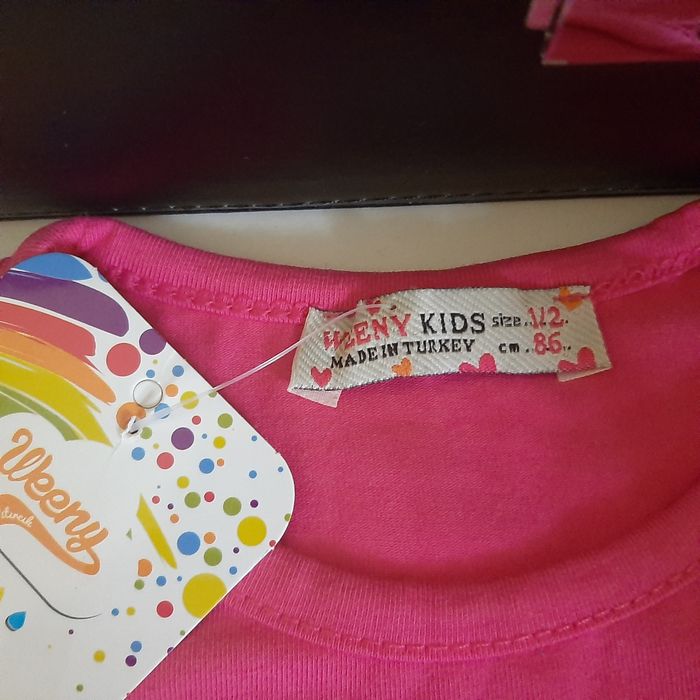 WEENY KIDS size..1/2.
MADE IN TURKEY cm..86..
Weeny